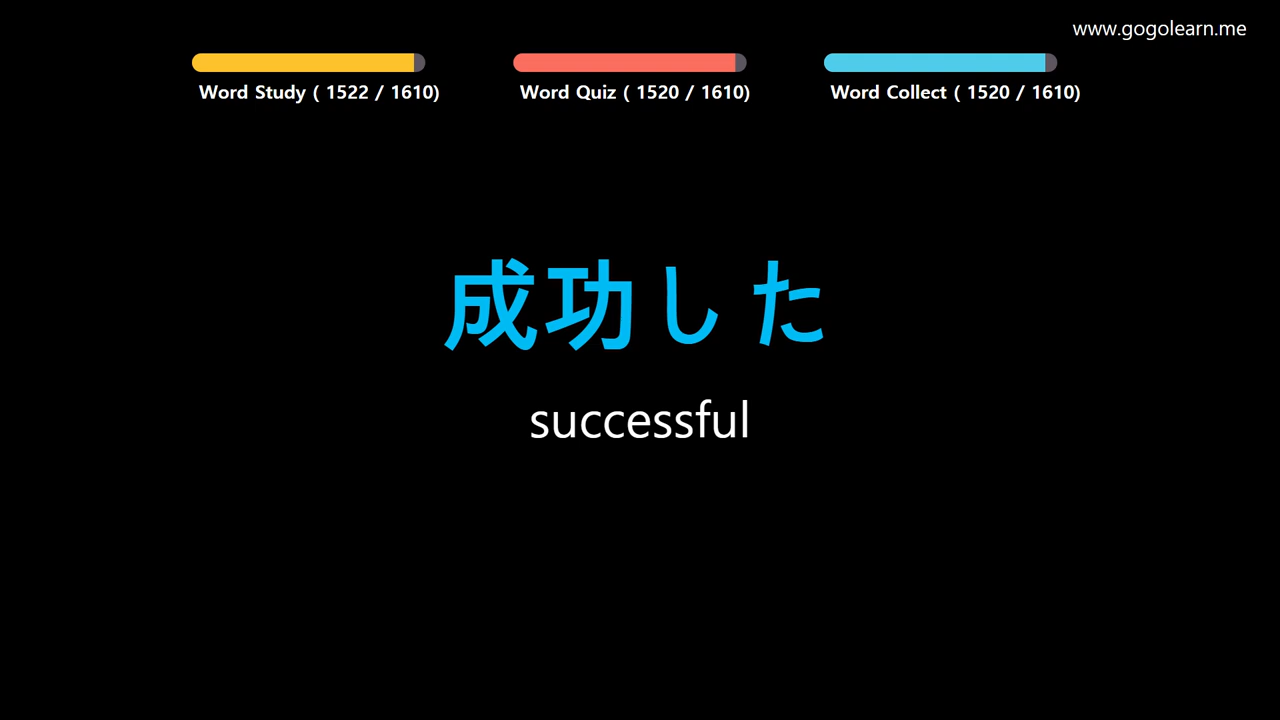 www.gogolearn.me
Word Study ( 1522 / 1610)
Word Quiz ( 1520 / 1610)
Word Collect ( 1520 / 1610)
成功した
successful